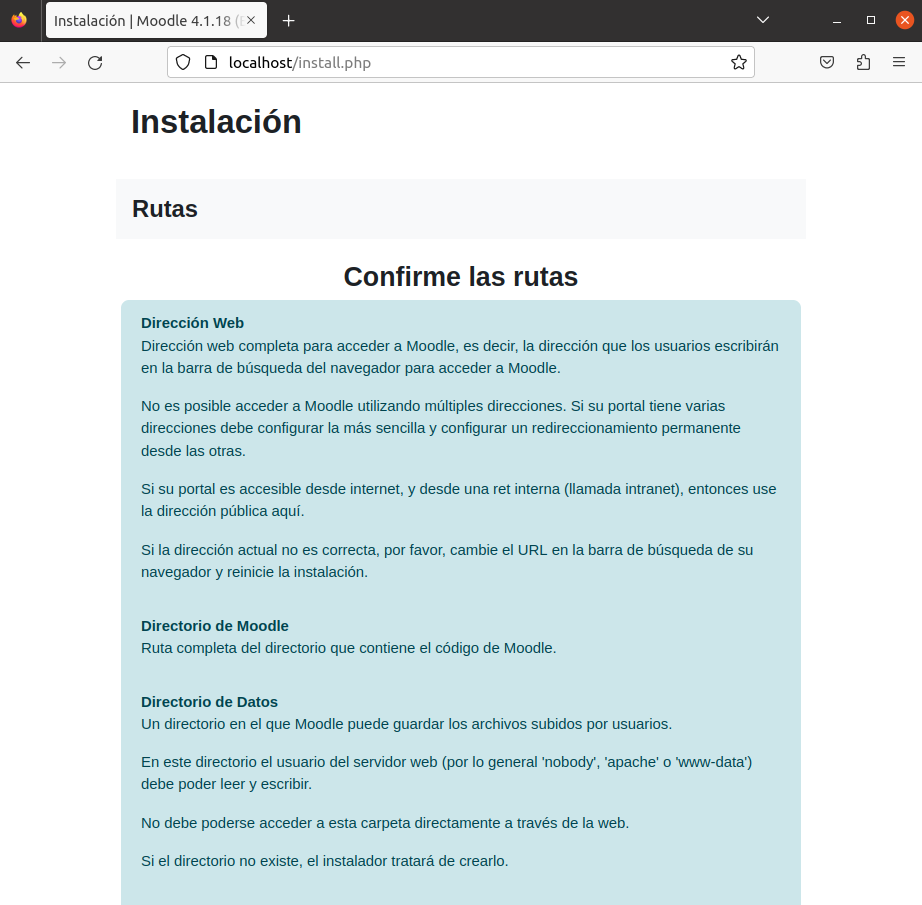 Instalación | Moodle 4.1.18 (
localhost/install.php
Instalación
Rutas
Confirme las rutas
Dirección Web
Dirección web completa para acceder a Moodle, es decir, la dirección que los usuarios escribirán
en la barra de búsqueda del navegador para acceder a Moodle.
No es posible acceder a Moodle utilizando múltiples direcciones. Si su portal tiene varias
direcciones debe configurar la más sencilla y configurar un redireccionamiento permanente
desde las otras.
Si su portal es accesible desde internet, y desde una ret interna (llamada intranet), entonces use
la dirección pública aquí.
Si la dirección actual no es correcta, por favor, cambie el URL en la barra de búsqueda de su
navegador y reinicie la instalación.
Directorio de Moodle
Ruta completa del directorio que contiene el código de Moodle.
Directorio de Datos
Un directorio en el que Moodle puede guardar los archivos subidos por usuarios.
En este directorio el usuario del servidor web (por lo general 'nobody', 'apache' o 'www-data')
debe poder leer y escribir.
No debe poderse acceder a esta carpeta directamente a través de la web.
Si el directorio no existe, el instalador tratará de crearlo.